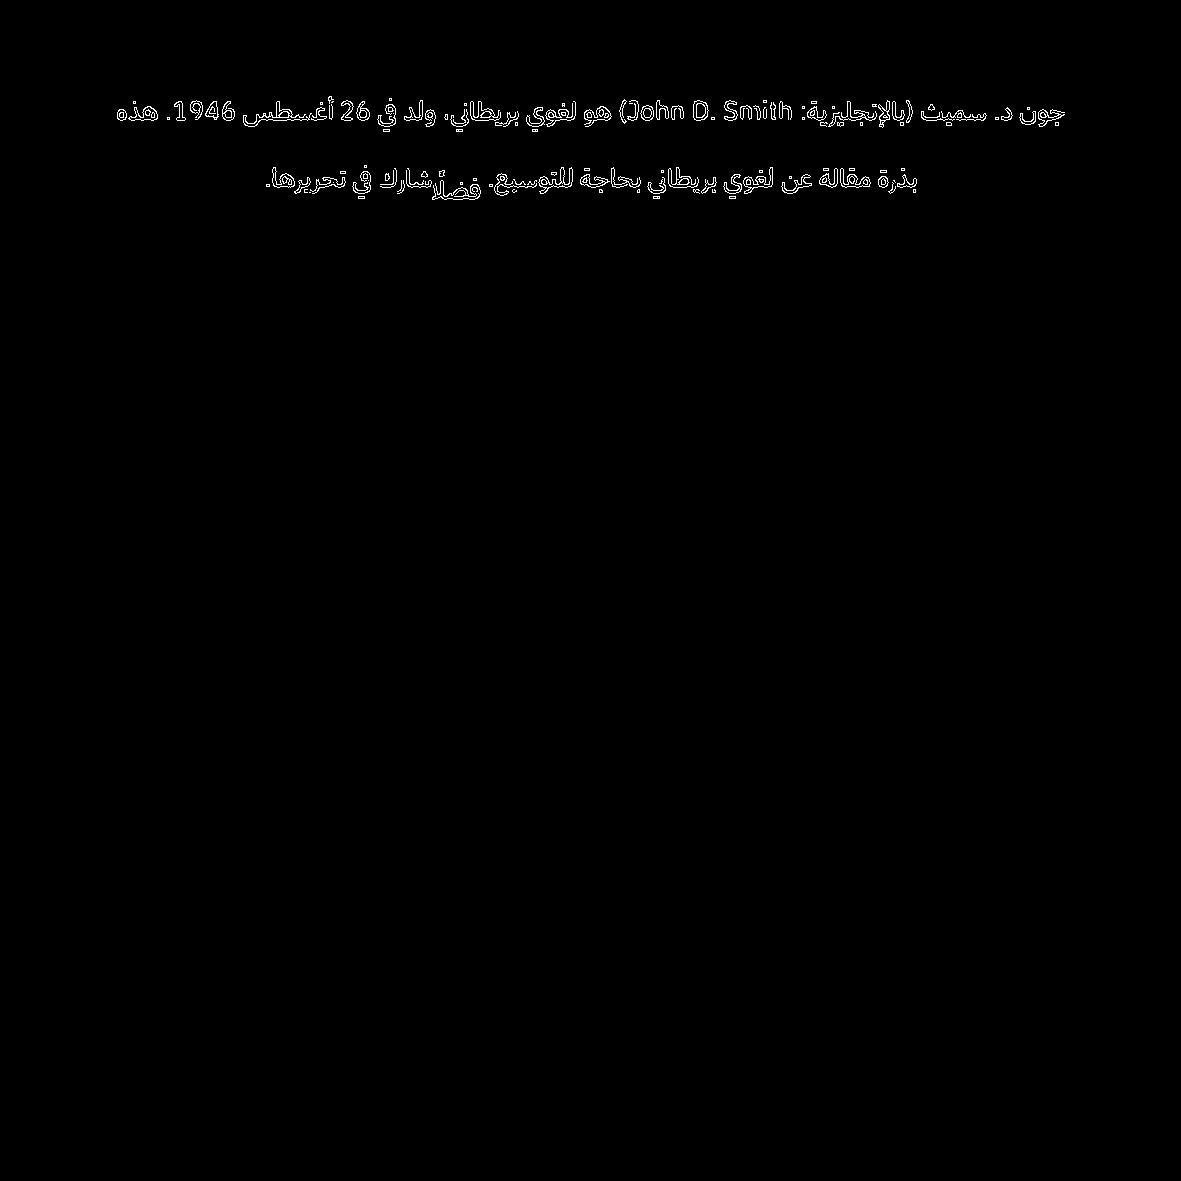 جون د. سميث (بالإنجليزية: John D. Smith) هو لغوي بريطاني، ولد في 26 أغسطس 1946. هذه
بذرة مقالة عن لغوي بريطاني بحاجة للتوسيع. فضلًا شارك في تحريرها.